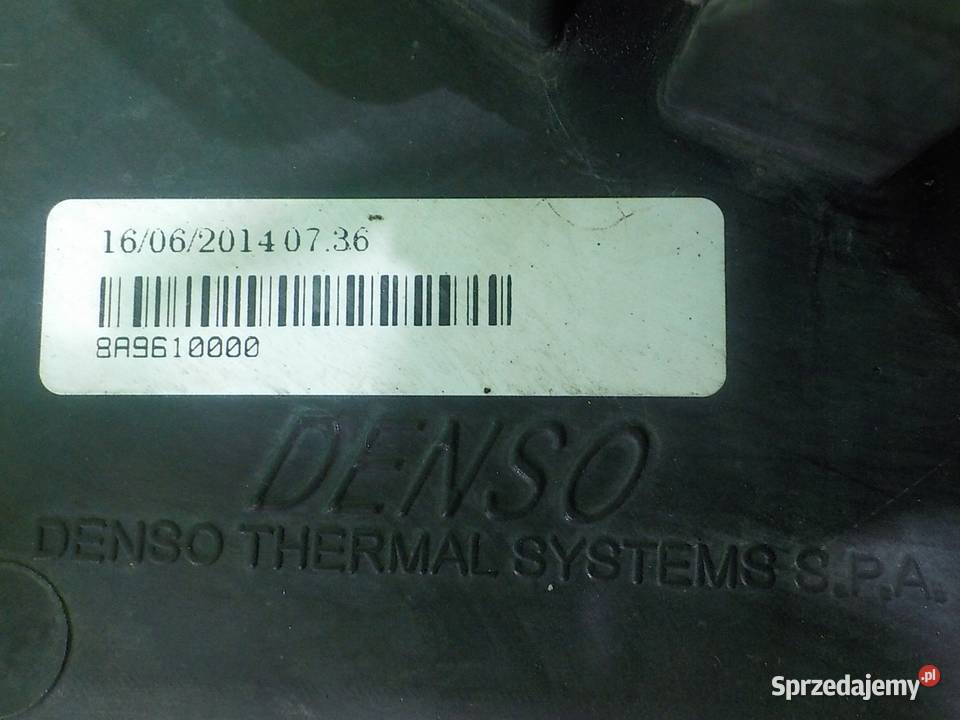 16/06/2014 07.36
8A9610000
DENSO
DENSO THERMAL SYSTEMS S.P.A.
Sprzedajemy.pl